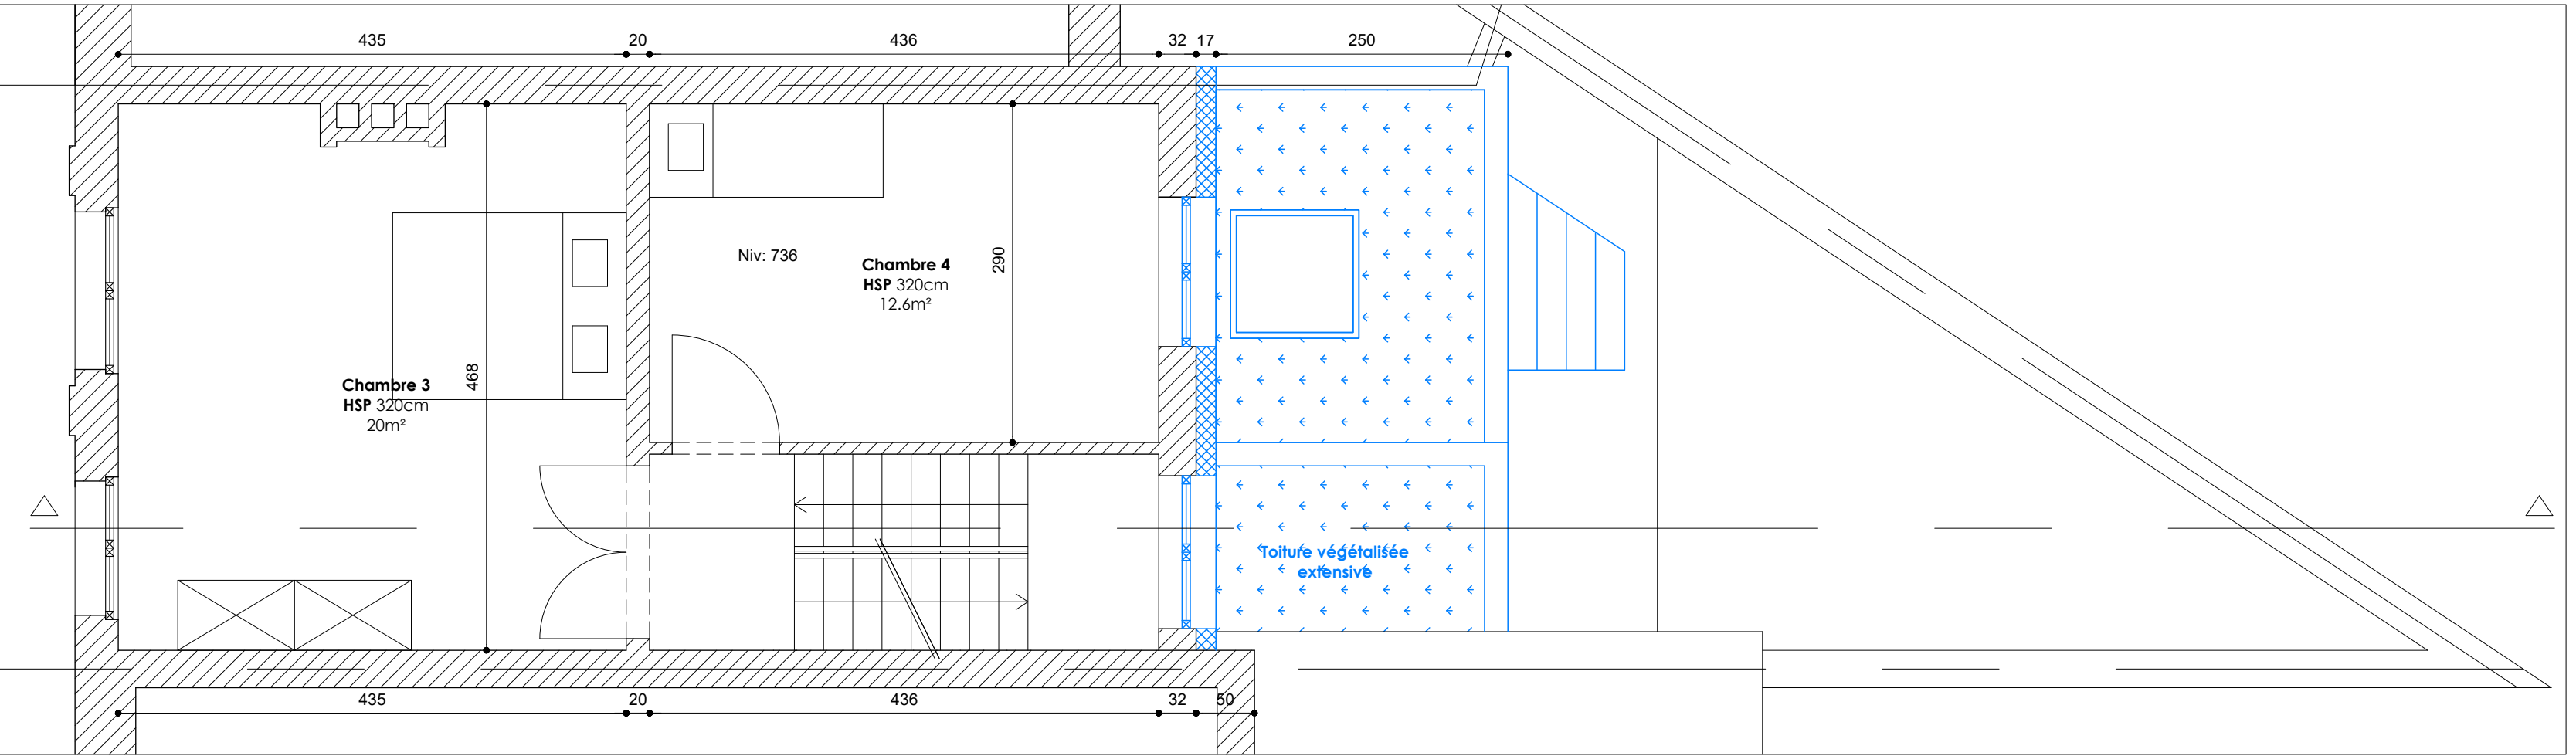 435 20 436 32 17 250
Niv: 736
Chambre 4
HSP 320cm
12.6m²
290
Chambre 3
HSP 320cm
20m²
468
Toiture végétalisée
extensive
435 20 436 32 50